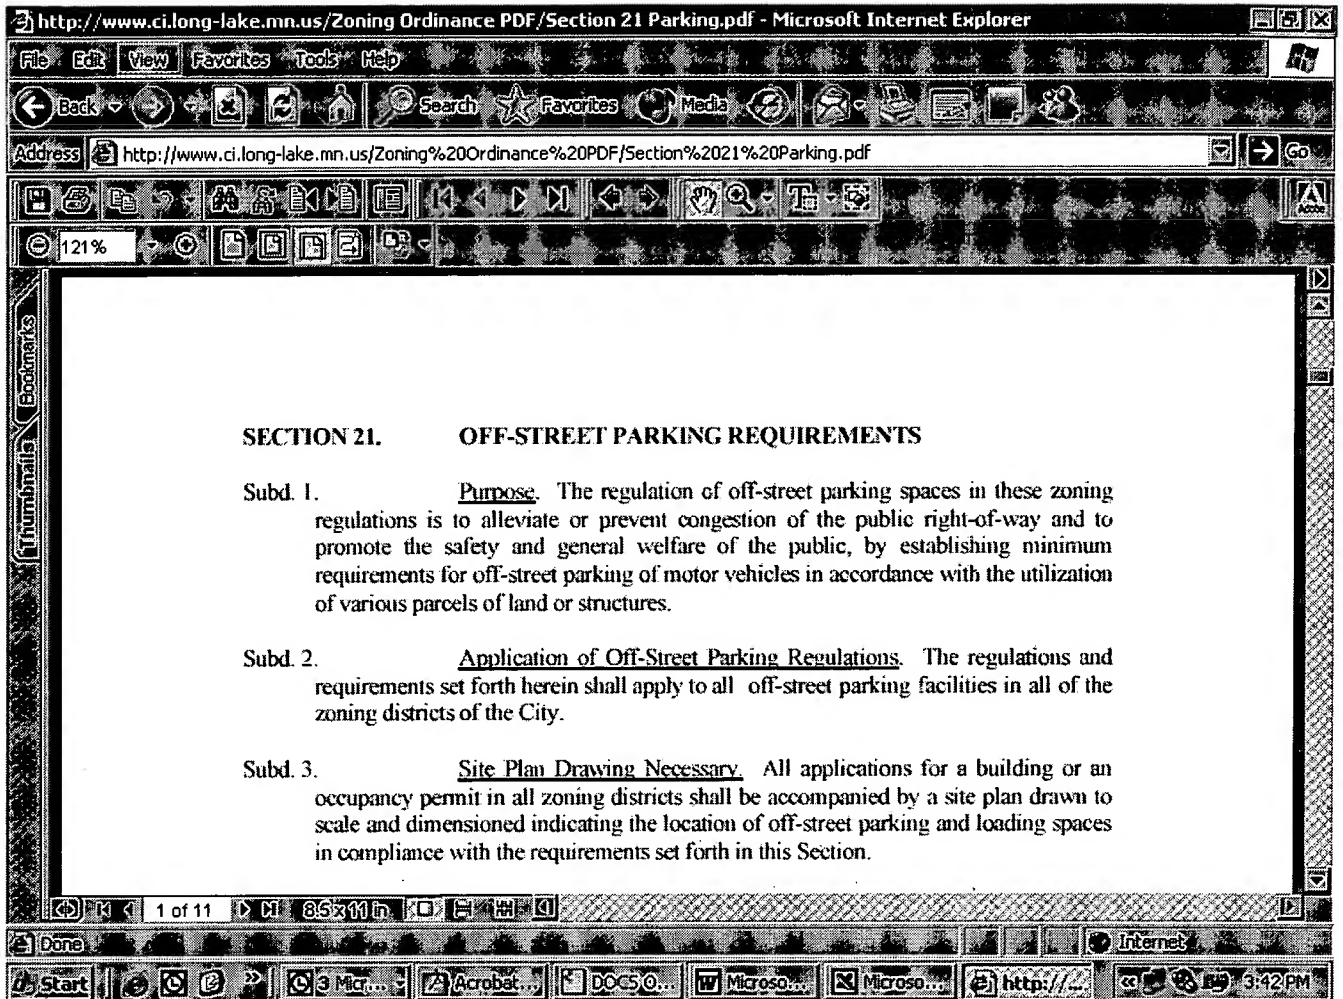 http://www.ci.long-lake.mn.us/Zoning Ordinance PDF/Section 21 Parking.pdf - Microsoft Internet Explorer
File Edit View Favorites Tools Help
Back Search Favorites Media
Address http://www.ci.long-lake.mn.us/Zoning%20Ordinance%20PDF/Section%2021%20Parking.pdf Go
Adobe
121%
Bookmarks
Thumbnails
SECTION 21. OFF-STREET PARKING REQUIREMENTS
Subd. 1. Purpose. The regulation of off-street parking spaces in these zoning
regulations is to alleviate or prevent congestion of the public right-of-way and to
promote the safety and general welfare of the public, by establishing minimum
requirements for off-street parking of motor vehicles in accordance with the utilization
of various parcels of land or structures.
Subd. 2. Application of Off-Street Parking Regulations. The regulations and
requirements set forth herein shall apply to all off-street parking facilities in all of the
zoning districts of the City.
Subd. 3. Site Plan Drawing Necessary. All applications for a building or an
occupancy permit in all zoning districts shall be accompanied by a site plan drawn to
scale and dimensioned indicating the location of off-street parking and loading spaces
in compliance with the requirements set forth in this Section.
1 of 11 8.5 x 11 in
Done Internet
Start 3 Micr... Acrobat... DOCS O... Microso... Microso... http://... 3:42 PM